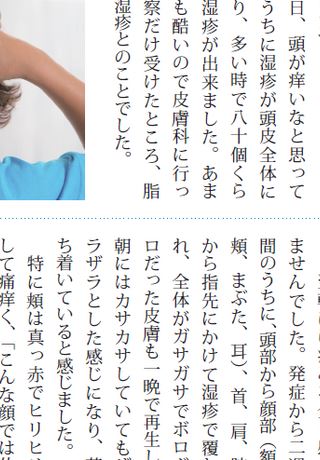 日、頭が痒いなと思って
うちに湿疹が頭皮全体に
り、多い時で八十個くら
湿疹が出来ました。あま
も酷いので皮膚科に行っ
察だけ受けたところ、脂
湿疹とのことでした。
ませんでした。発症から二週
間のうちに、頭部から顔部（額
頬、まぶた、耳）、首、肩、
から指先にかけて湿疹で覆
れ、全体がガサガサでボロボ
ロだった皮膚も一晩で再生し
朝にはカサカサしていてもザ
ラザラとした感じになり、
ち着いていると感じました。
特に頬は真っ赤でヒリヒ
して痛痒く、「こんな顔では